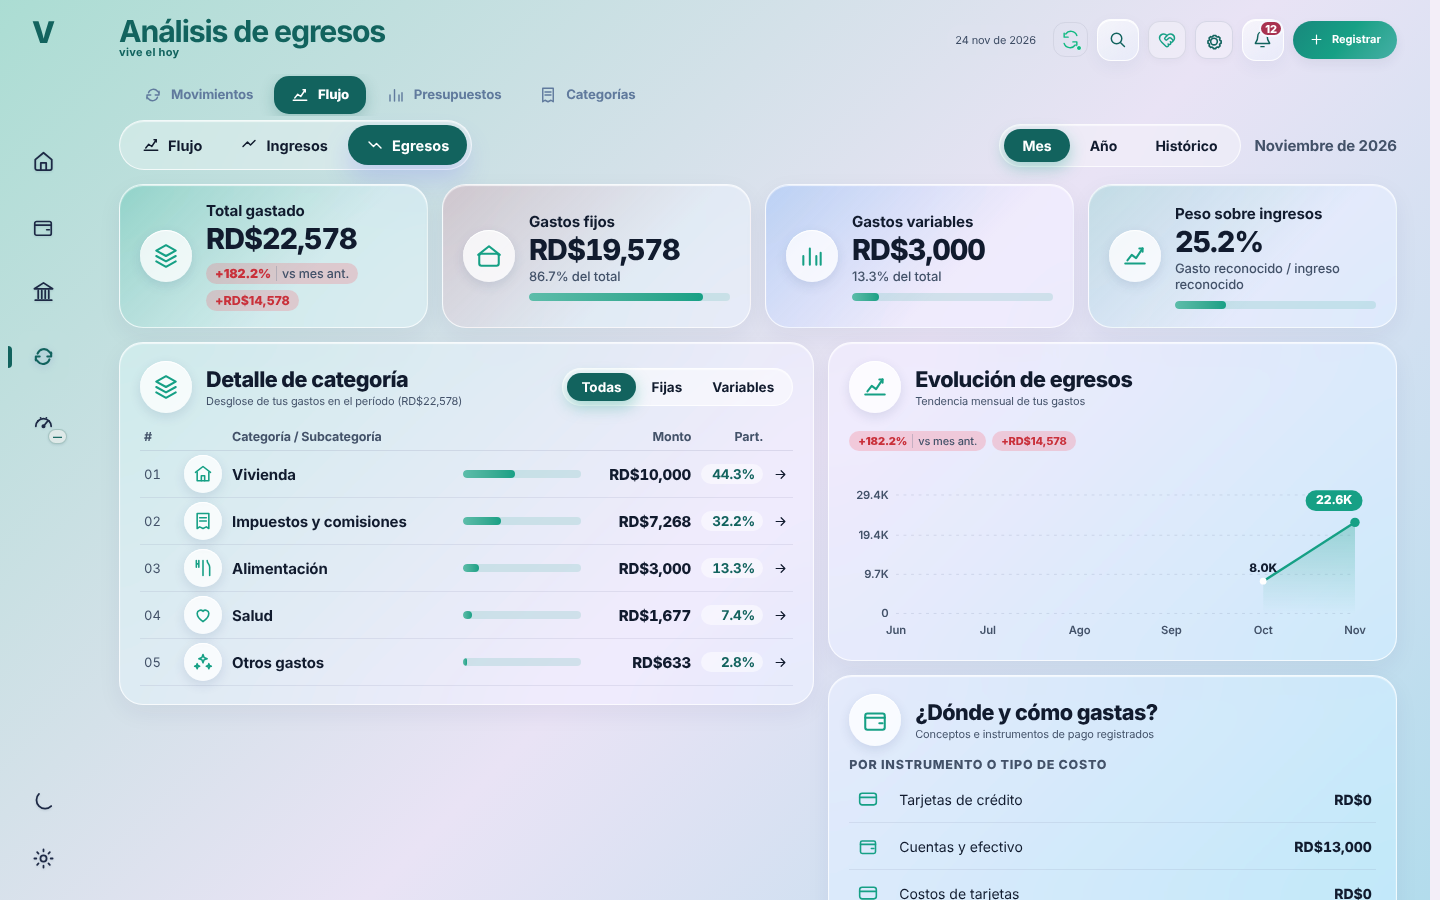 V
Análisis de egresos
vive el hoy
24 nov de 2026
12
Registrar
Movimientos
Flujo
Presupuestos
Categorías
Flujo
Ingresos
Egresos
Mes
Año
Histórico
Noviembre de 2026
Total gastado
RD$22,578
+182.2% vs mes ant.
+RD$14,578
Gastos fijos
RD$19,578
86.7% del total
Gastos variables
RD$3,000
13.3% del total
Peso sobre ingresos
25.2%
Gasto reconocido / ingreso
reconocido
Detalle de categoría
Desglose de tus gastos en el período (RD$22,578)
Todas
Fijas
Variables
# Categoría / Subcategoría Monto Part.
01 Vivienda RD$10,000 44.3%
02 Impuestos y comisiones RD$7,268 32.2%
03 Alimentación RD$3,000 13.3%
04 Salud RD$1,677 7.4%
05 Otros gastos RD$633 2.8%
Evolución de egresos
Tendencia mensual de tus gastos
+182.2% vs mes ant. +RD$14,578
29.4K
22.6K
19.4K
9.7K
8.0K
0
Jun Jul Ago Sep Oct Nov
¿Dónde y cómo gastas?
Conceptos e instrumentos de pago registrados
POR INSTRUMENTO O TIPO DE COSTO
Tarjetas de crédito RD$0
Cuentas y efectivo RD$13,000
Costos de tarjetas RD$0